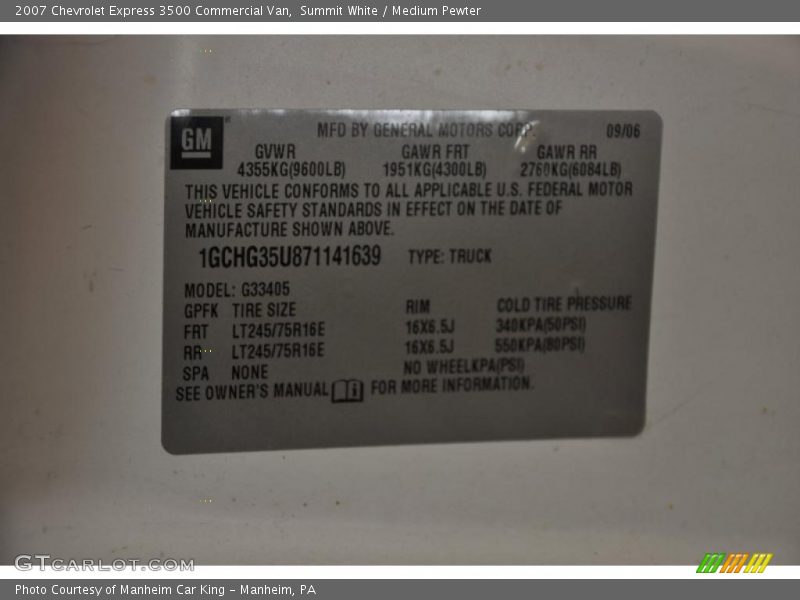 2007 Chevrolet Express 3500 Commercial Van, Summit White / Medium Pewter
GM
MFD BY GENERAL MOTORS CORP. 09/06
GVWR GAWR FRT GAWR RR
4355KG(9600LB) 1951KG(4300LB) 2760KG(6084LB)
THIS VEHICLE CONFORMS TO ALL APPLICABLE U.S. FEDERAL MOTOR
VEHICLE SAFETY STANDARDS IN EFFECT ON THE DATE OF
MANUFACTURE SHOWN ABOVE.
1GCHG35U871141639 TYPE: TRUCK
MODEL: G33405
GPFK TIRE SIZE RIM COLD TIRE PRESSURE
FRT LT245/75R16E 16X6.5J 340KPA(50PSI)
RR LT245/75R16E 16X6.5J 550KPA(80PSI)
SPA NONE NO WHEELKPA(PSI)
SEE OWNER'S MANUAL FOR MORE INFORMATION.
GTCARLOT.COM
Photo Courtesy of Manheim Car King - Manheim, PA